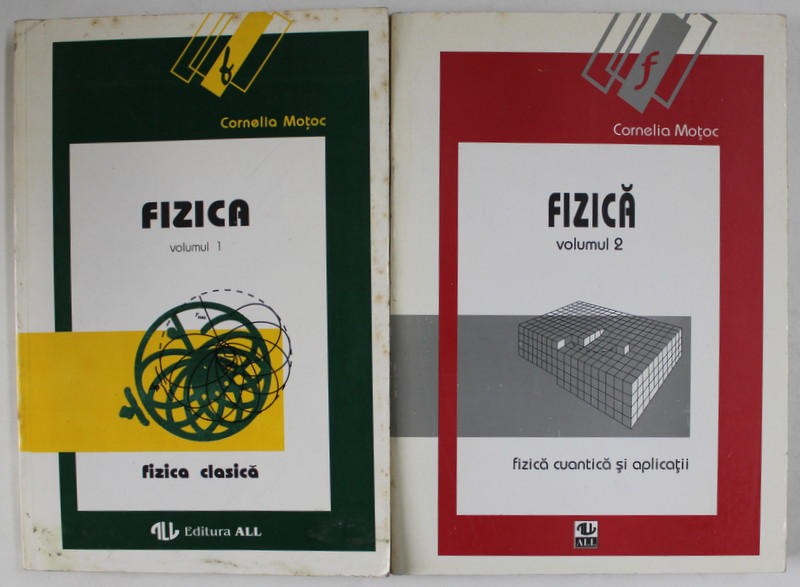 f
Cornelia Moțoc
FIZICA
volumul 1
fizica clasică
ALL Editura ALL
f
Cornelia Moțoc
FIZICĂ
volumul 2
fizică cuantică și aplicații
ALL